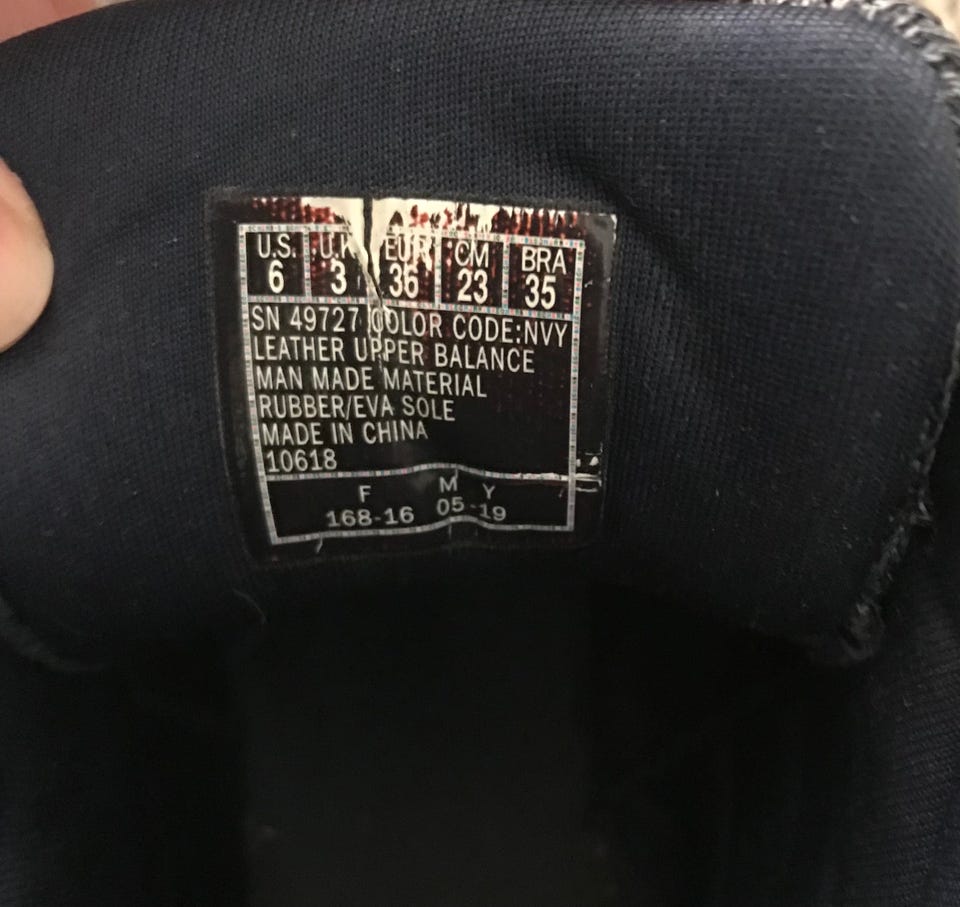 U.S. U.K EUR CM BRA
6 3 36 23 35
SN 49727 COLOR CODE:NVY
LEATHER UPPER BALANCE
MAN MADE MATERIAL
RUBBER/EVA SOLE
MADE IN CHINA
10618
F M Y
168-16 05-19